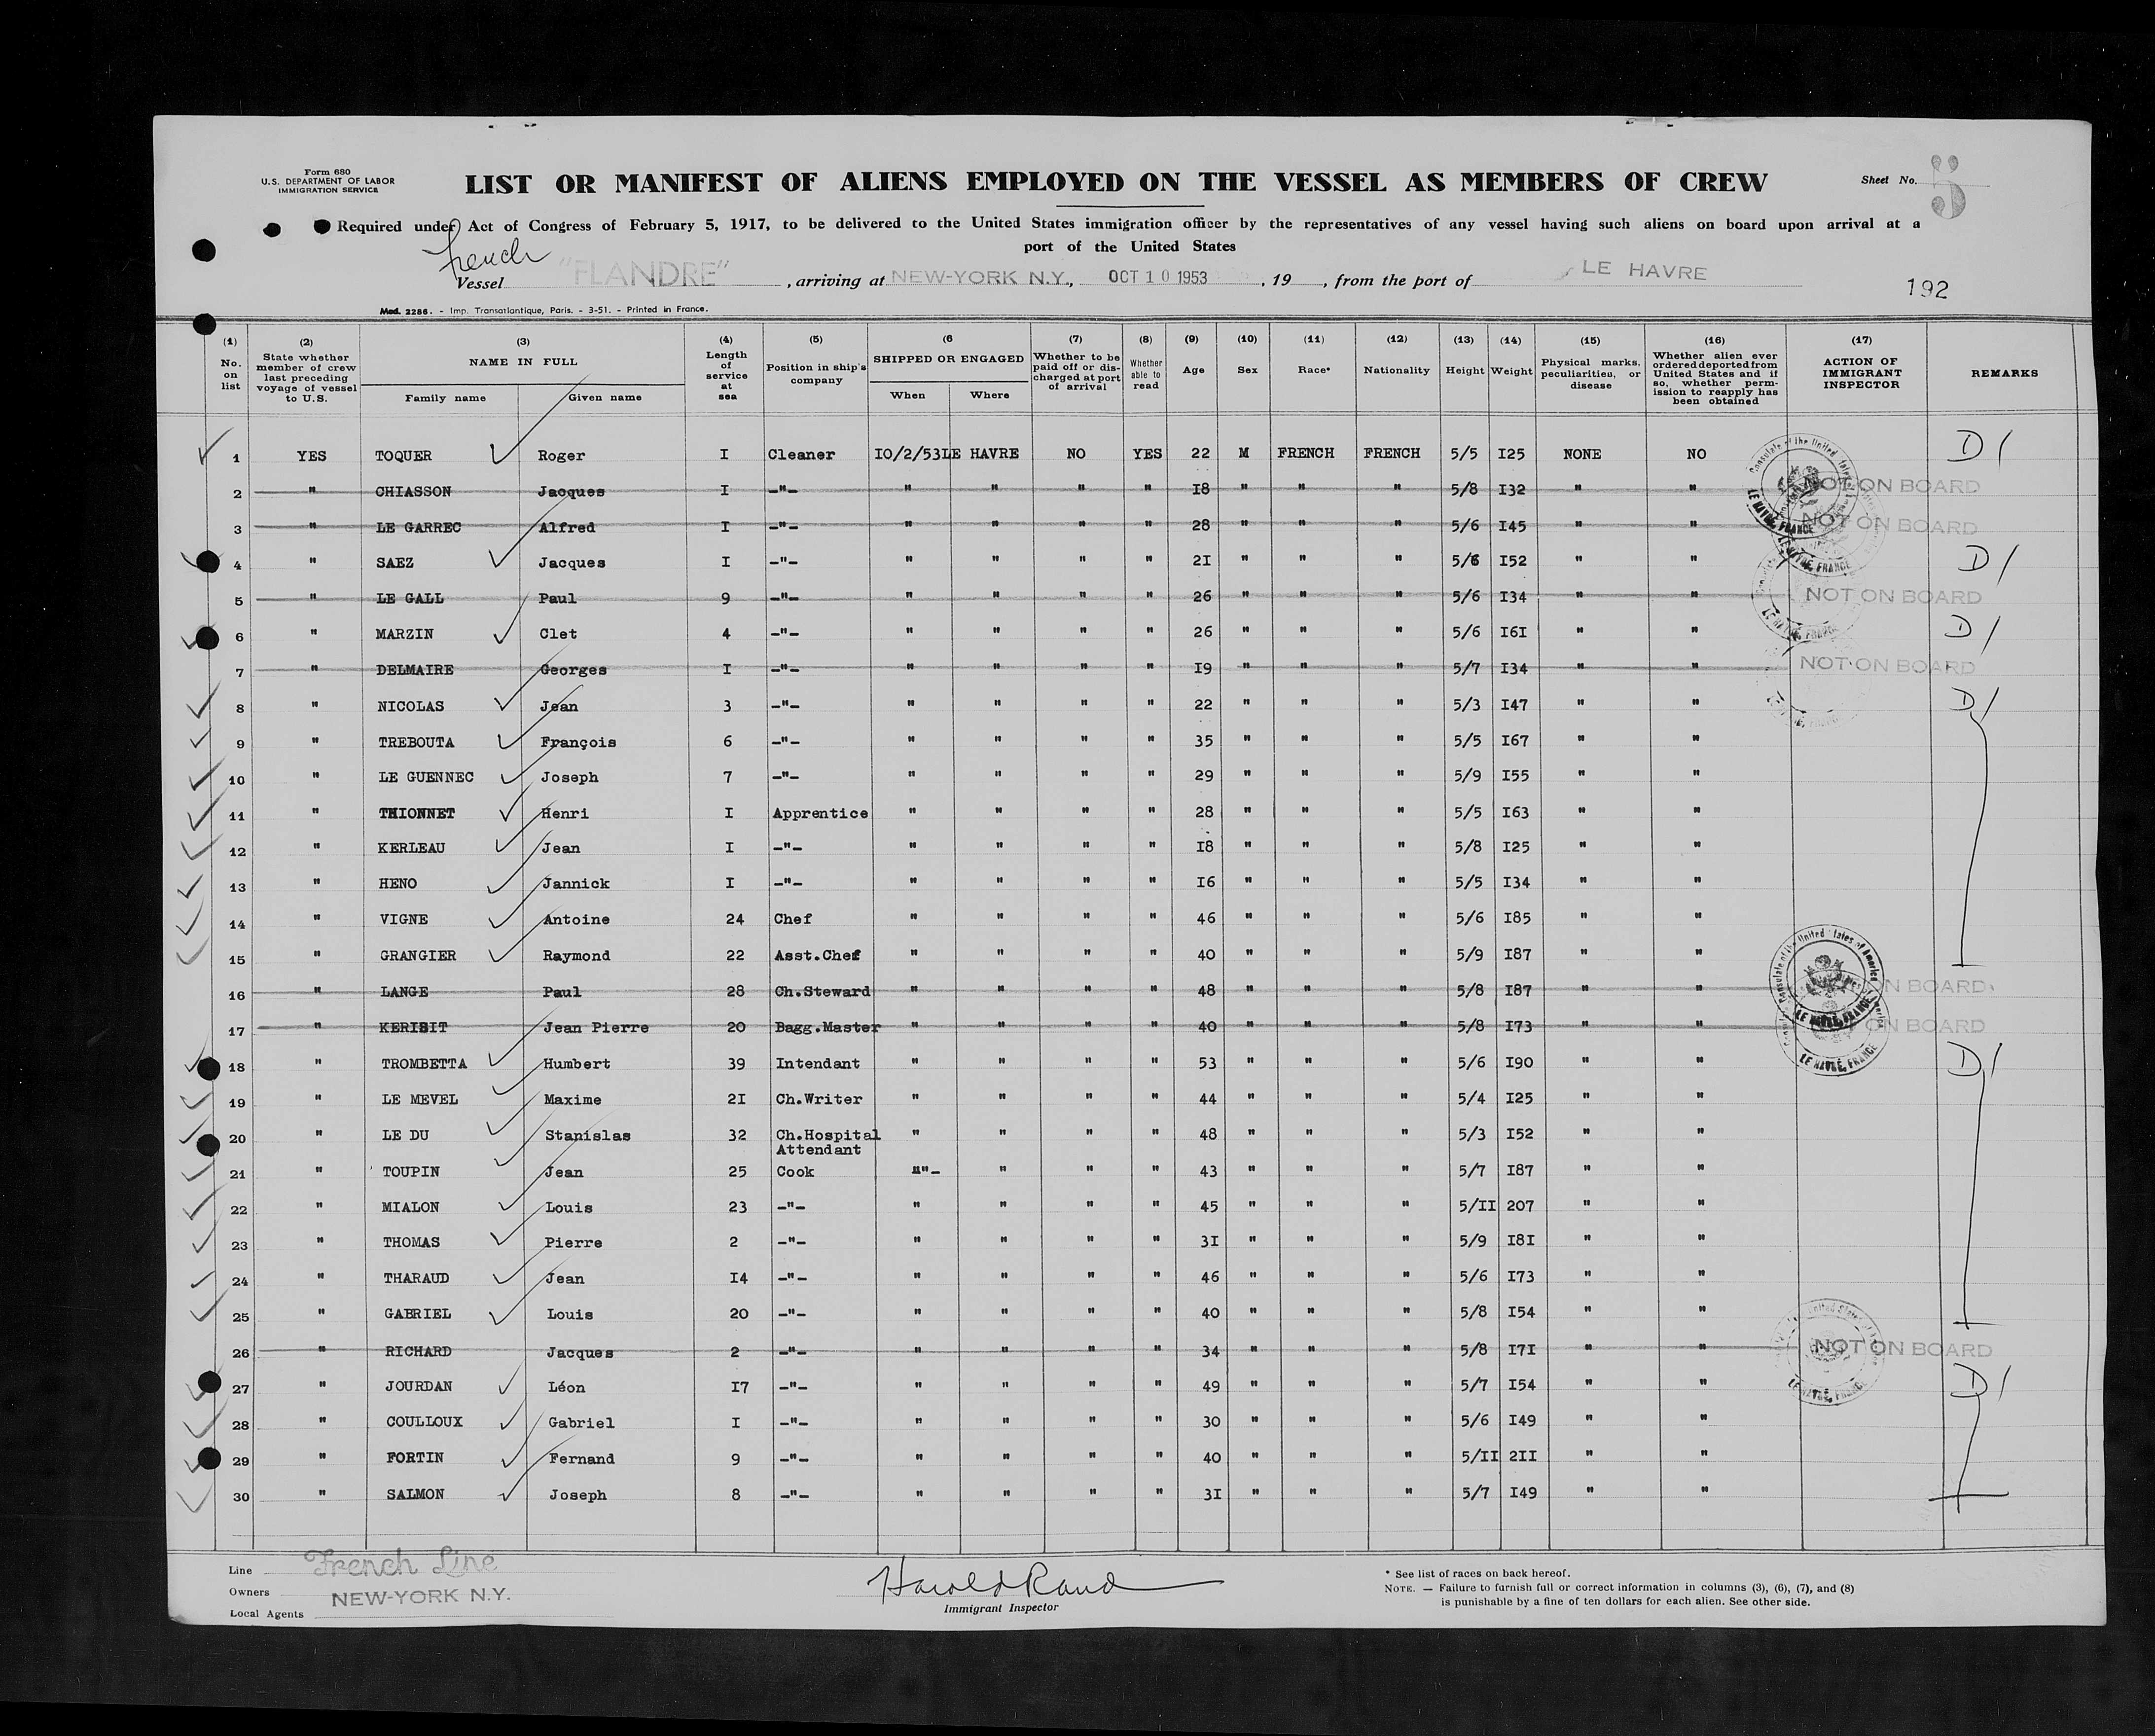 Form 680
U.S. DEPARTMENT OF LABOR
IMMIGRATION SERVICE
LIST OR MANIFEST OF ALIENS EMPLOYED ON THE VESSEL AS MEMBERS OF CREW
Sheet No. 5
Required under Act of Congress of February 5, 1917, to be delivered to the United States immigration officer by the representatives of any vessel having such aliens on board upon arrival at a
port of the United States
French
Vessel "FLANDRE", arriving at NEW-YORK N.Y., OCT 10 1953, 19 , from the port of LE HAVRE
192
Mod. 2286. - Imp. Transatlantique, Paris. - 3-51. - Printed in France.
(1) No. on list (2) State whether member of crew last preceding voyage of vessel to U.S. (3) NAME IN FULL Family name Given name (4) Length of service at sea (5) Position in ship's company (6 SHIPPED OR ENGAGED When Where (7) Whether to be paid off or discharged at port of arrival (8) Whether able to read (9) Age (10) Sex (11) Race* (12) Nationality (13) Height (14) Weight (15) Physical marks, peculiarities, or disease (16) Whether alien ever ordered deported from United States and if so, whether permission to reapply has been obtained (17) ACTION OF IMMIGRANT INSPECTOR REMARKS
1 YES TOQUER Roger I Cleaner IO/2/53 LE HAVRE NO YES 22 M FRENCH FRENCH 5/5 I25 NONE NO D1
2 " CHIASSON Jacques I -"- " " " " I8 " " " 5/8 I32 " " NOT ON BOARD
3 " LE GARREC Alfred I -"- " " " " 28 " " " 5/6 I45 " " NOT ON BOARD
4 " SAEZ Jacques I -"- " " " " 2I " " " 5/6 I52 " " D1
5 " LE GALL Paul 9 -"- " " " " 26 " " " 5/6 I34 " " NOT ON BOARD
6 " MARZIN Clet 4 -"- " " " " 26 " " " 5/6 I6I " " D1
7 " DELMAIRE Georges I -"- " " " " I9 " " " 5/7 I34 " " NOT ON BOARD
8 " NICOLAS Jean 3 -"- " " " " 22 " " " 5/3 I47 " " D1
9 " TREBOUTA François 6 -"- " " " " 35 " " " 5/5 I67 " "
10 " LE GUENNEC Joseph 7 -"- " " " " 29 " " " 5/9 I55 " "
11 " THIONNET Henri I Apprentice " " " " 28 " " " 5/5 I63 " "
12 " KERLEAU Jean I -"- " " " " I8 " " " 5/8 I25 " "
13 " HENO Jannick I -"- " " " " I6 " " " 5/5 I34 " "
14 " VIGNE Antoine 24 Chef " " " " 46 " " " 5/6 I85 " "
15 " GRANGIER Raymond 22 Asst.Chef " " " " 40 " " " 5/9 I87 " "
16 " LANGE Paul 28 Ch.Steward " " " " 48 " " " 5/8 I87 " " ON BOARD
17 " KERISIT Jean Pierre 20 Bagg.Master " " " " 40 " " " 5/8 I73 " " ON BOARD
18 " TROMBETTA Humbert 39 Intendant " " " " 53 " " " 5/6 I90 " " D1
19 " LE MEVEL Maxime 2I Ch.Writer " " " " 44 " " " 5/4 I25 " "
20 " LE DU Stanislas 32 Ch.Hospital Attendant " " " " 48 " " " 5/3 I52 " "
21 " TOUPIN Jean 25 Cook "- " " " 43 " " " 5/7 I87 " "
22 " MIALON Louis 23 -"- " " " " 45 " " " 5/II 207 " "
23 " THOMAS Pierre 2 -"- " " " " 3I " " " 5/9 I8I " "
24 " THARAUD Jean I4 -"- " " " " 46 " " " 5/6 I73 " "
25 " GABRIEL Louis 20 -"- " " " " 40 " " " 5/8 I54 " "
26 " RICHARD Jacques 2 -"- " " " " 34 " " " 5/8 I7I " " NOT ON BOARD
27 " JOURDAN Léon I7 -"- " " " " 49 " " " 5/7 I54 " " D1
28 " COULLOUX Gabriel I -"- " " " " 30 " " " 5/6 I49 " "
29 " FORTIN Fernand 9 -"- " " " " 40 " " " 5/II 2II " "
30 " SALMON Joseph 8 -"- " " " " 3I " " " 5/7 I49 " "
Consulate of the United States of America
LE HAVRE, FRANCE
Line French Line
Owners NEW-YORK N.Y.
Local Agents
Harold Rand
Immigrant Inspector
* See list of races on back hereof.
NOTE. — Failure to furnish full or correct information in columns (3), (6), (7), and (8)
is punishable by a fine of ten dollars for each alien. See other side.